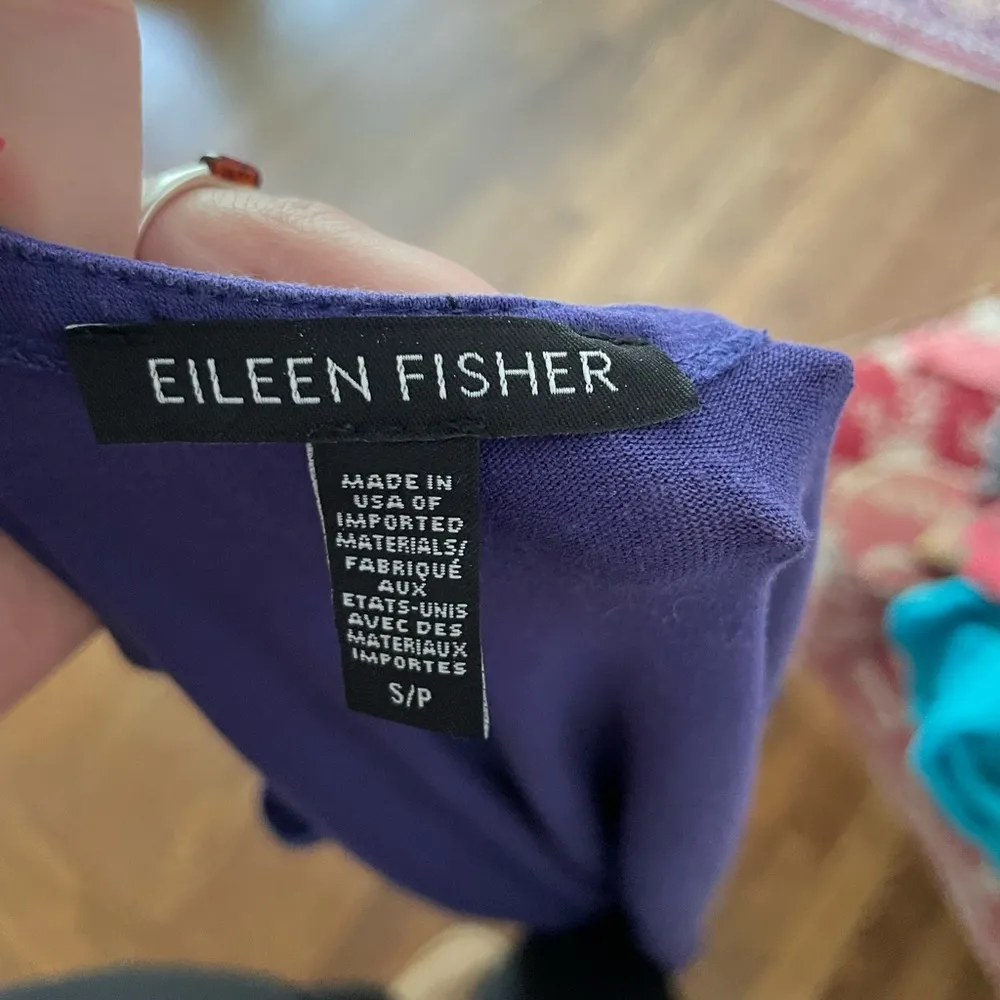 EILEEN FISHER
MADE IN
USA OF
IMPORTED
MATERIALS/
FABRIQUÉ
AUX
ETATS-UNIS
AVEC DES
MATERIAUX
IMPORTES
S/P